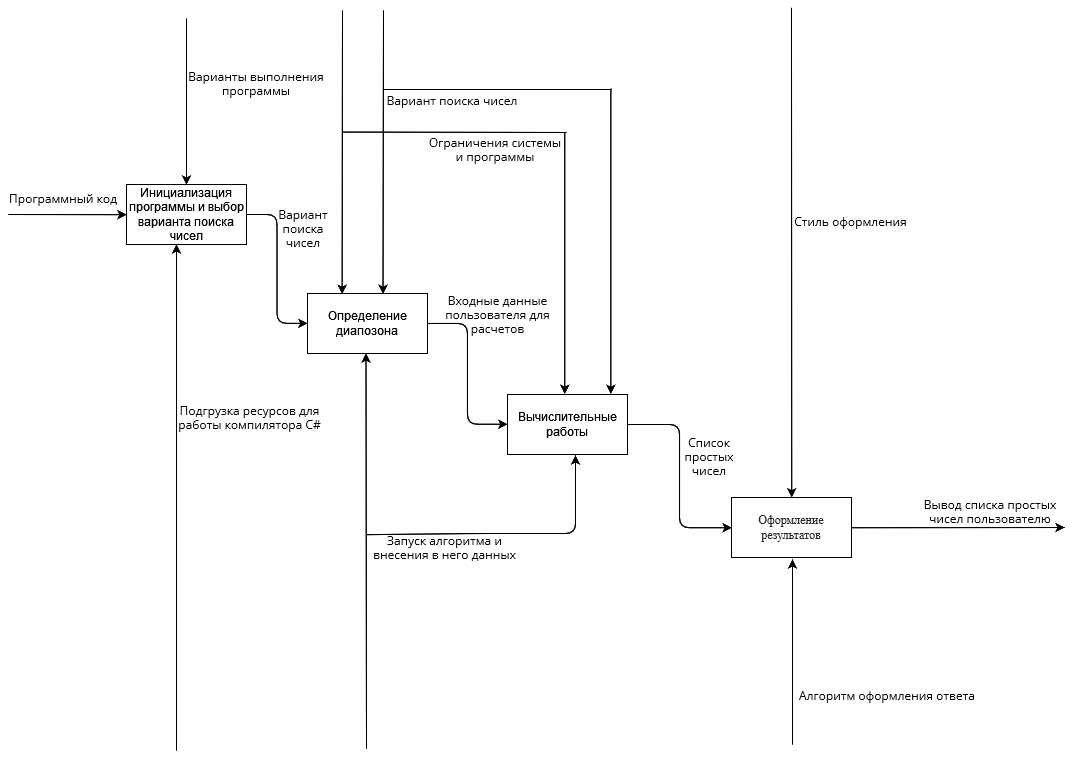 Варианты выполнения
программы
Вариант поиска чисел
Ограничения системы
и программы
Программный код
Инициализация
программы и выбор
варианта поиска
чисел
Вариант
поиска
чисел
Стиль оформления
Определение
диапозона
Входные данные
пользователя для
расчетов
Подгрузка ресурсов для
работы компилятора C#
Вычислительные
работы
Список
простых
чисел
Оформление
результатов
Вывод списка простых
чисел пользователю
Запуск алгоритма и
внесения в него данных
Алгоритм оформления ответа